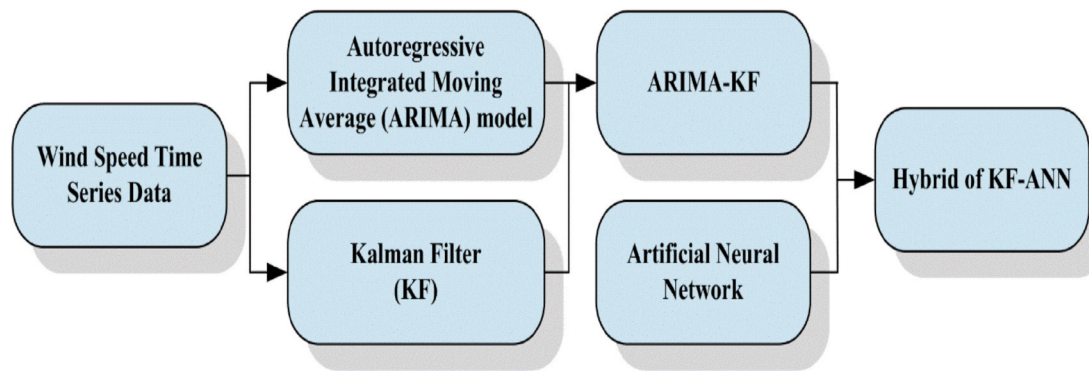 Wind Speed Time
Series Data
Autoregressive
Integrated Moving
Average (ARIMA) model
Kalman Filter
(KF)
ARIMA-KF
Artificial Neural
Network
Hybrid of KF-ANN